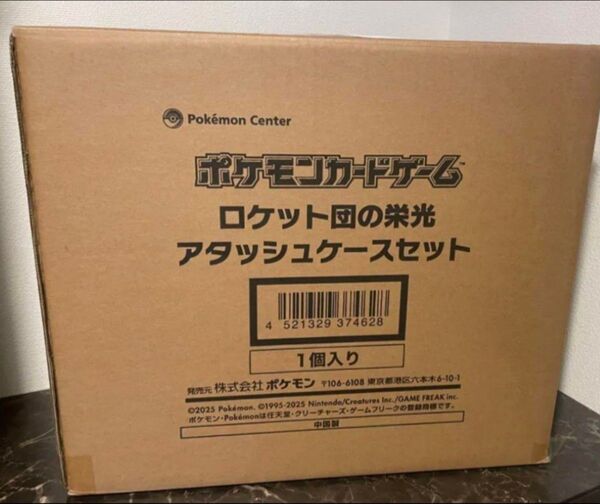 Pokémon Center
ポケモンカードゲーム™
ロケット団の栄光
アタッシュケースセット
4 521329 374628
1個入り
発売元 株式会社 ポケモン 〒106-6108 東京都港区六本木6-10-1
©2025 Pokémon. ©1995-2025 Nintendo/Creatures Inc./GAME FREAK inc.
ポケモン・Pokémonは任天堂・クリーチャーズ・ゲームフリークの登録商標です。
中国製